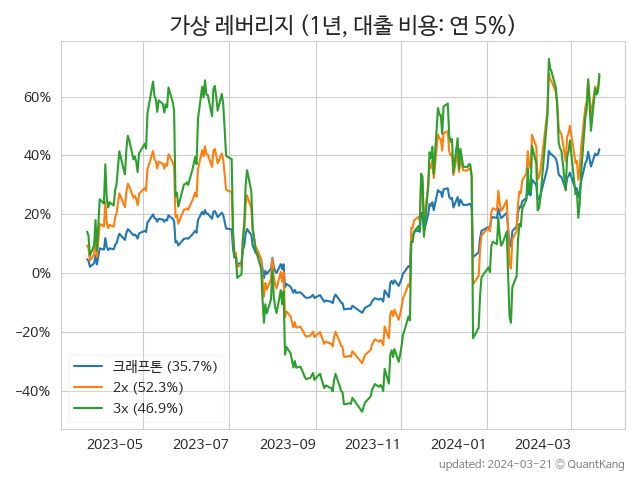 가상 레버리지 (1년, 대출 비용: 연 5%)
60%
40%
20%
0%
−20%
−40%
크래프톤 (35.7%)
2x (52.3%)
3x (46.9%)
2023-05 2023-07 2023-09 2023-11 2024-01 2024-03
updated: 2024-03-21 © QuantKang